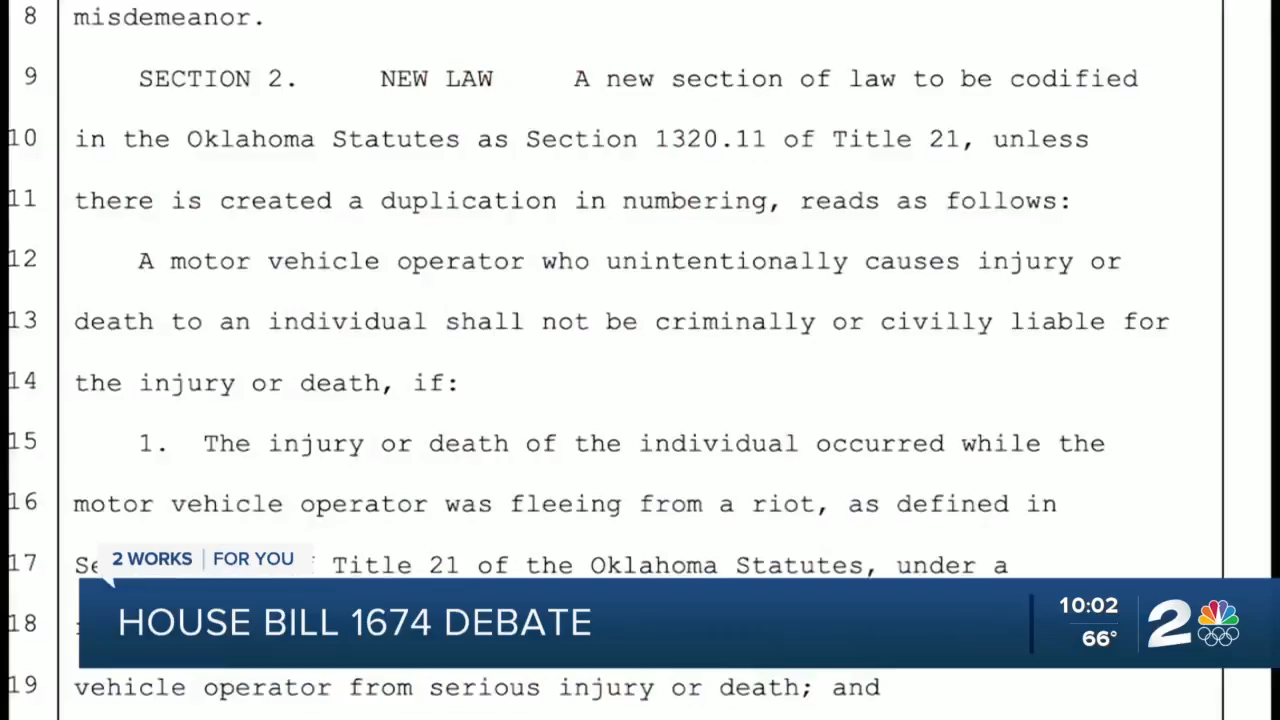 8 misdemeanor.
9 SECTION 2. NEW LAW A new section of law to be codified
10 in the Oklahoma Statutes as Section 1320.11 of Title 21, unless
11 there is created a duplication in numbering, reads as follows:
12 A motor vehicle operator who unintentionally causes injury or
13 death to an individual shall not be criminally or civilly liable for
14 the injury or death, if:
15 1. The injury or death of the individual occurred while the
16 motor vehicle operator was fleeing from a riot, as defined in
17 Title 21 of the Oklahoma Statutes, under a
2 WORKS FOR YOU
18
HOUSE BILL 1674 DEBATE
10:02
66°
2
19 vehicle operator from serious injury or death; and